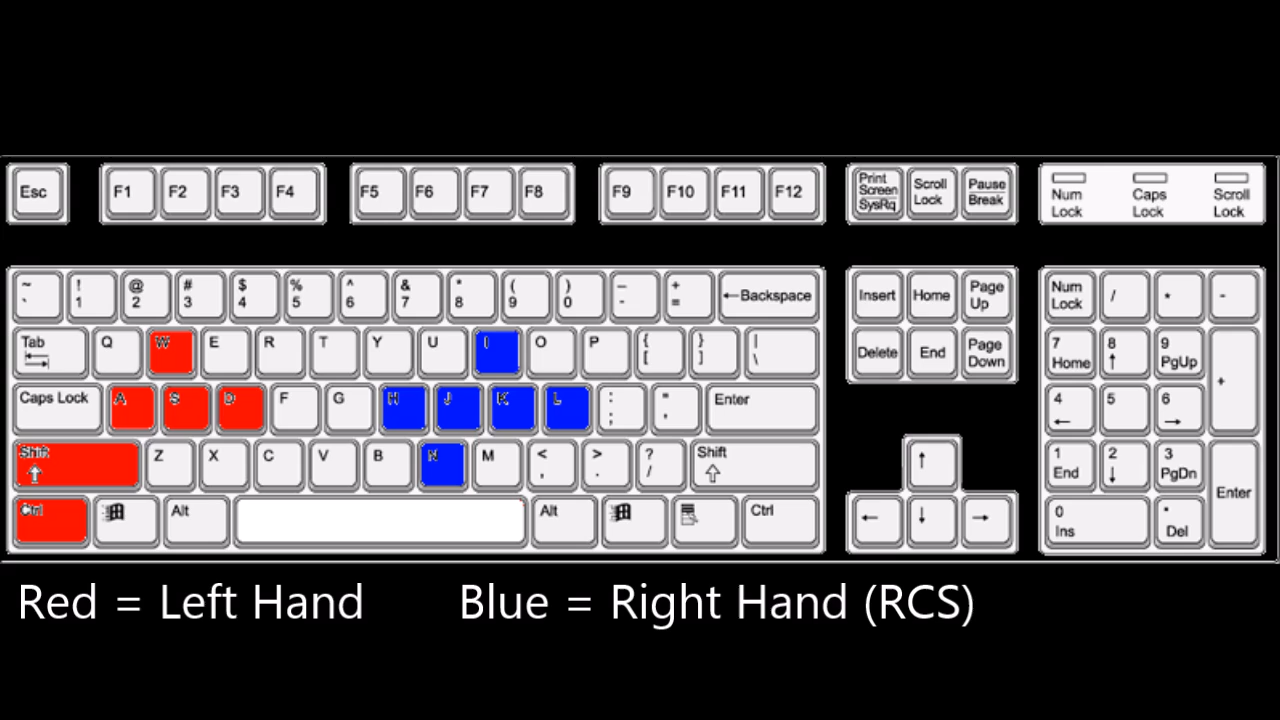 Esc F1 F2 F3 F4 F5 F6 F7 F8 F9 F10 F11 F12 Print Screen SysRq Scroll Lock Pause Break Num Lock Caps Lock Scroll Lock
~ ` ! 1 @ 2 # 3 $ 4 % 5 ^ 6 & 7 * 8 ( 9 ) 0 – - + = ←Backspace Insert Home Page Up Num Lock / * -
Tab Q W E R T Y U I O P { [ } ] | \ Delete End Page Down 7 Home 8 ↑ 9 PgUp +
Caps Lock A S D F G H J K L : ; " ' Enter 4 ← 5 6 →
Shift Z X C V B N M < , > . ? / Shift ↑ 1 End 2 ↓ 3 PgDn Enter
Ctrl Alt Alt Ctrl ← ↓ → 0 Ins . Del
Red = Left Hand Blue = Right Hand (RCS)